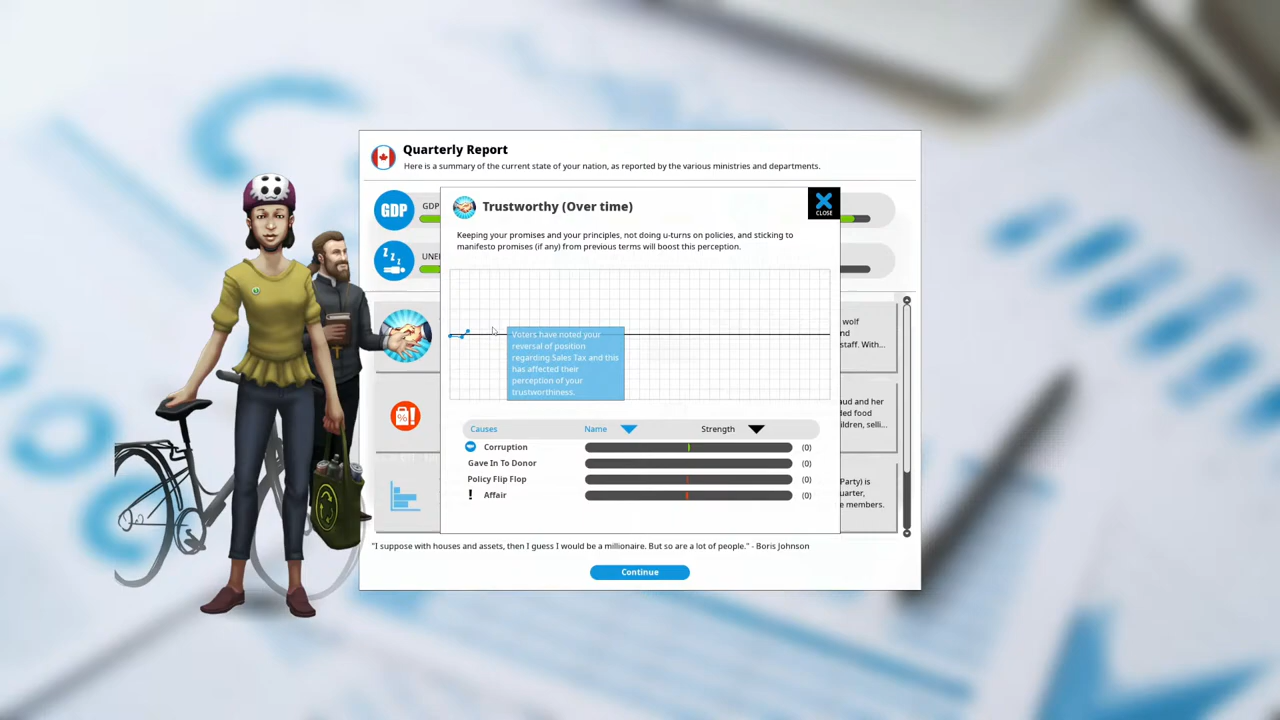 Quarterly Report
Here is a summary of the current state of your nation, as reported by the various ministries and departments.
GDP
GDP
Trustworthy (Over time)
CLOSE
Keeping your promises and your principles, not doing u-turns on policies, and sticking to
manifesto promises (if any) from previous terms will boost this perception.
Z Z Z
UNE
wolf
and
staff. With...
Voters have noted your
reversal of position
regarding Sales Tax and this
has affected their
perception of your
trustworthiness.
aud and her
ded food
ildren, selli...
Causes Name Strength
Corruption (0)
Gave In To Donor (0)
Policy Flip Flop (0)
! Affair (0)
Party) is
uarter,
e members.
"I suppose with houses and assets, then I guess I would be a millionaire. But so are a lot of people." - Boris Johnson
Continue